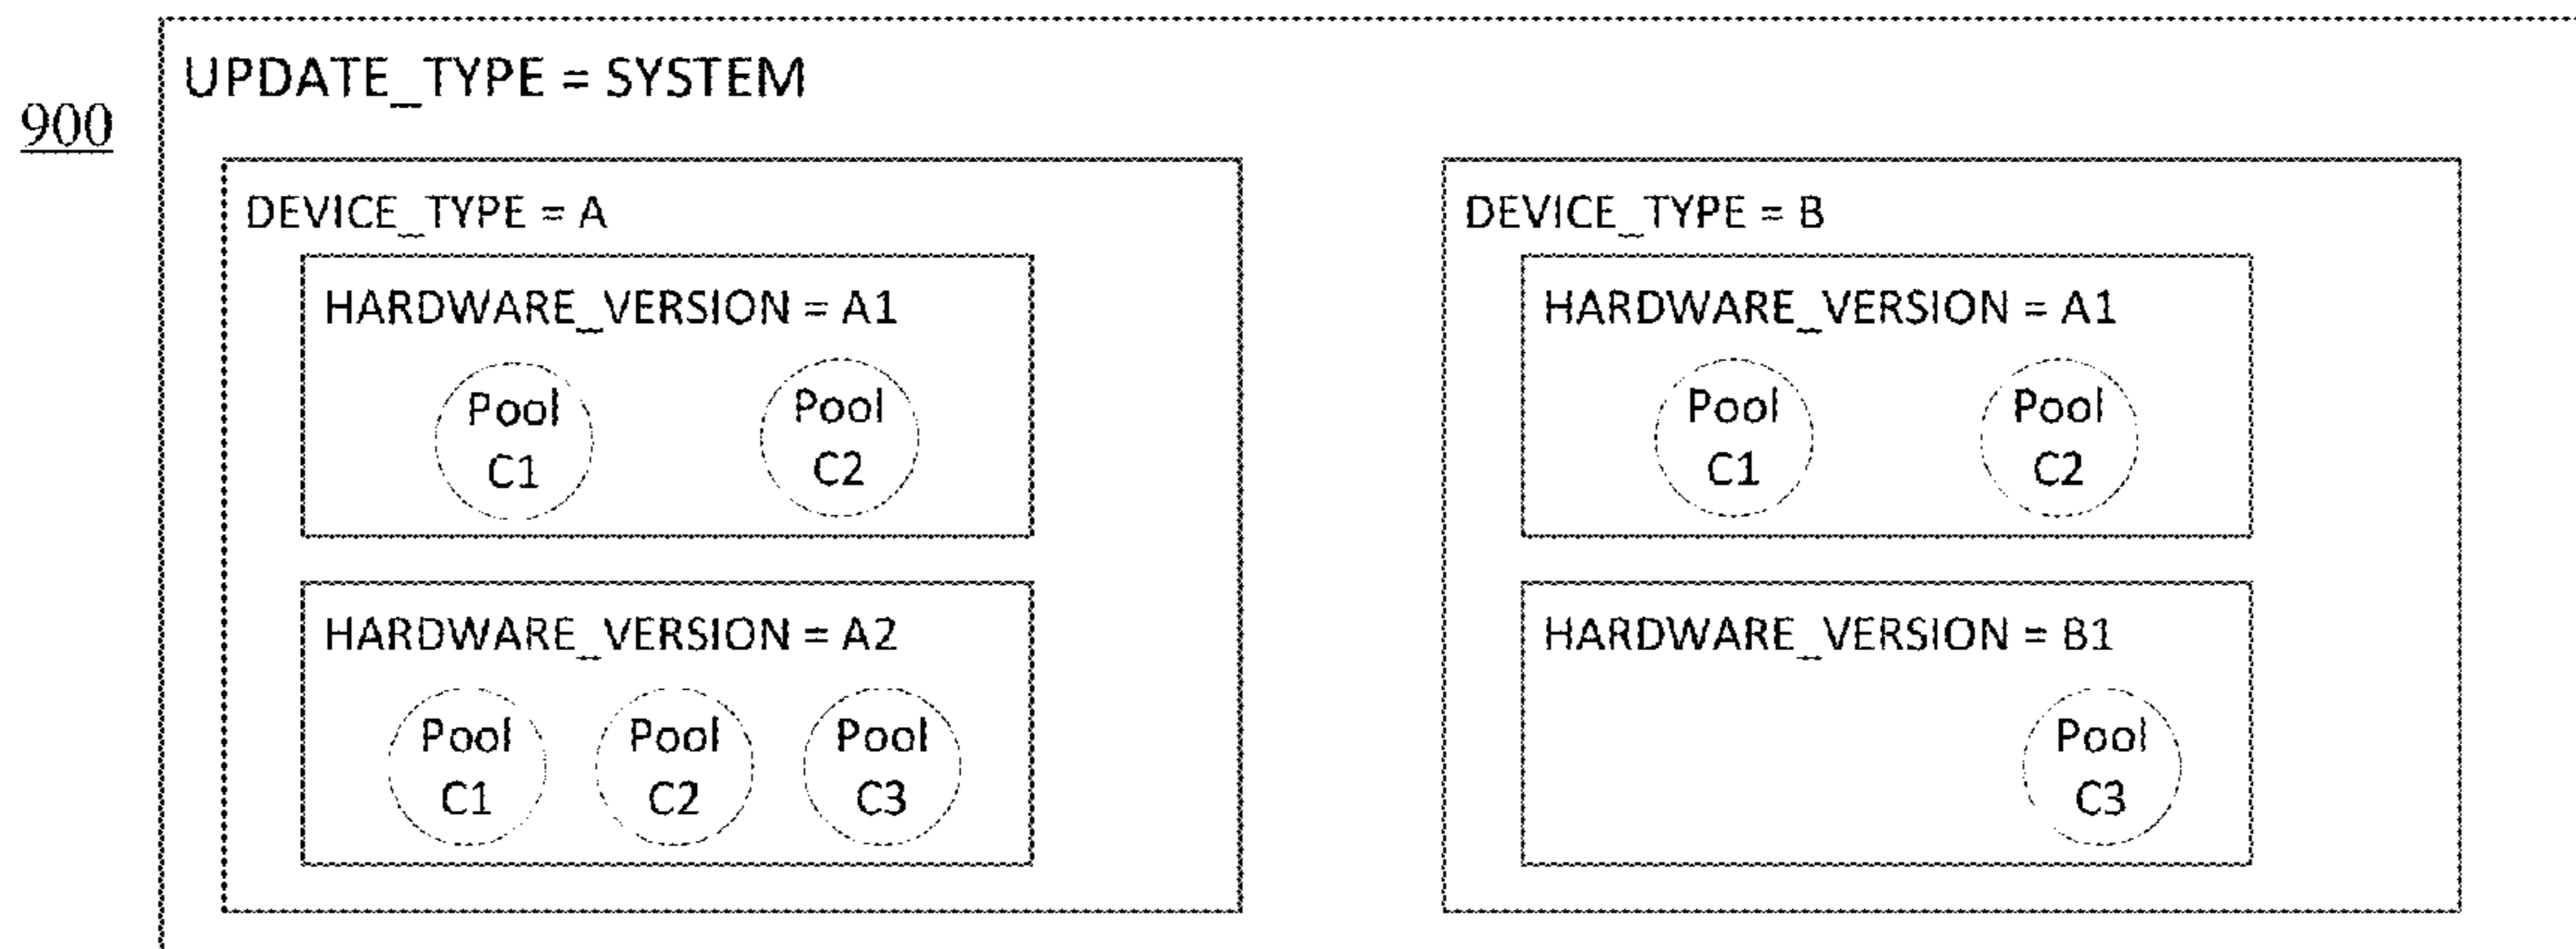 UPDATE_TYPE = SYSTEM
900
DEVICE_TYPE = A
HARDWARE_VERSION = A1
Pool
C1
Pool
C2
HARDWARE_VERSION = A2
Pool
C1
Pool
C2
Pool
C3
DEVICE_TYPE = B
HARDWARE_VERSION = A1
Pool
C1
Pool
C2
HARDWARE_VERSION = B1
Pool
C3